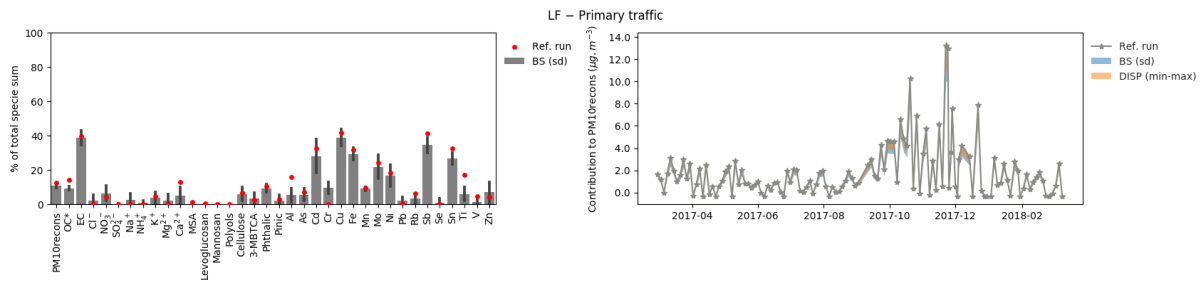 LF − Primary traffic
% of total specie sum
100
80
60
40
20
0
PM10recons
OC*
EC
Cl⁻
NO₃⁻
SO₄²⁻
Na⁺
NH₄⁺
K⁺
Mg²⁺
Ca²⁺
MSA
Levoglucosan
Mannosan
Polyols
Cellulose
3-MBTCA
Phthalic
Pinic
Al
As
Cd
Cr
Cu
Fe
Mn
Mo
Ni
Pb
Rb
Sb
Se
Sn
Ti
V
Zn
Ref. run
BS (sd)
Contribution to PM10recons (μg. m⁻³)
14.0
12.0
10.0
8.0
6.0
4.0
2.0
0.0
2017-04
2017-06
2017-08
2017-10
2017-12
2018-02
Ref. run
BS (sd)
DISP (min-max)